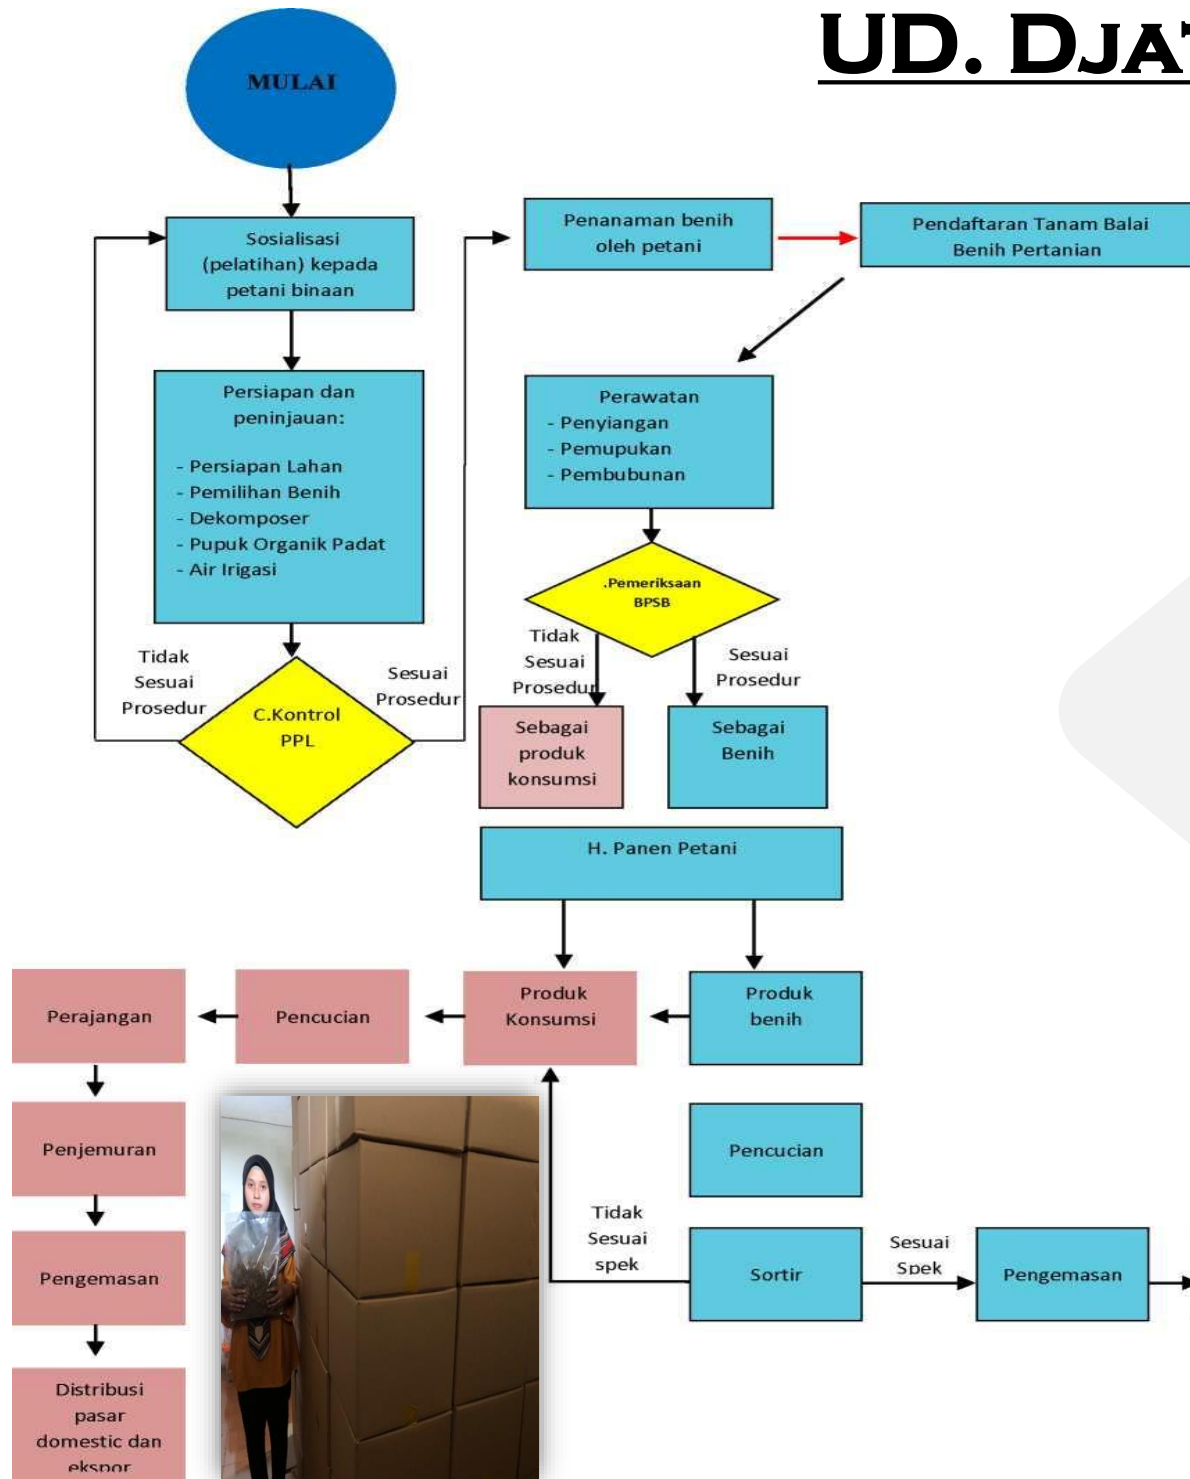 UD. DJAT
MULAI
Sosialisasi
(pelatihan) kepada
petani binaan
Persiapan dan
peninjauan:
- Persiapan Lahan
- Pemilihan Benih
- Dekomposer
- Pupuk Organik Padat
- Air Irigasi
Tidak
Sesuai
Prosedur
C.Kontrol
PPL
Sesuai
Prosedur
Penanaman benih
oleh petani
Pendaftaran Tanam Balai
Benih Pertanian
Perawatan
- Penyiangan
- Pemupukan
- Pembubunan
.Pemeriksaan
BPSB
Tidak
Sesuai
Prosedur
Sesuai
Prosedur
Sebagai
produk
konsumsi
Sebagai
Benih
H. Panen Petani
Perajangan
Pencucian
Produk
Konsumsi
Produk
benih
Penjemuran
Pencucian
Pengemasan
Tidak
Sesuai
spek
Sortir
Sesuai
Spek
Pengemasan
Distribusi
pasar
domestic dan
ekspor